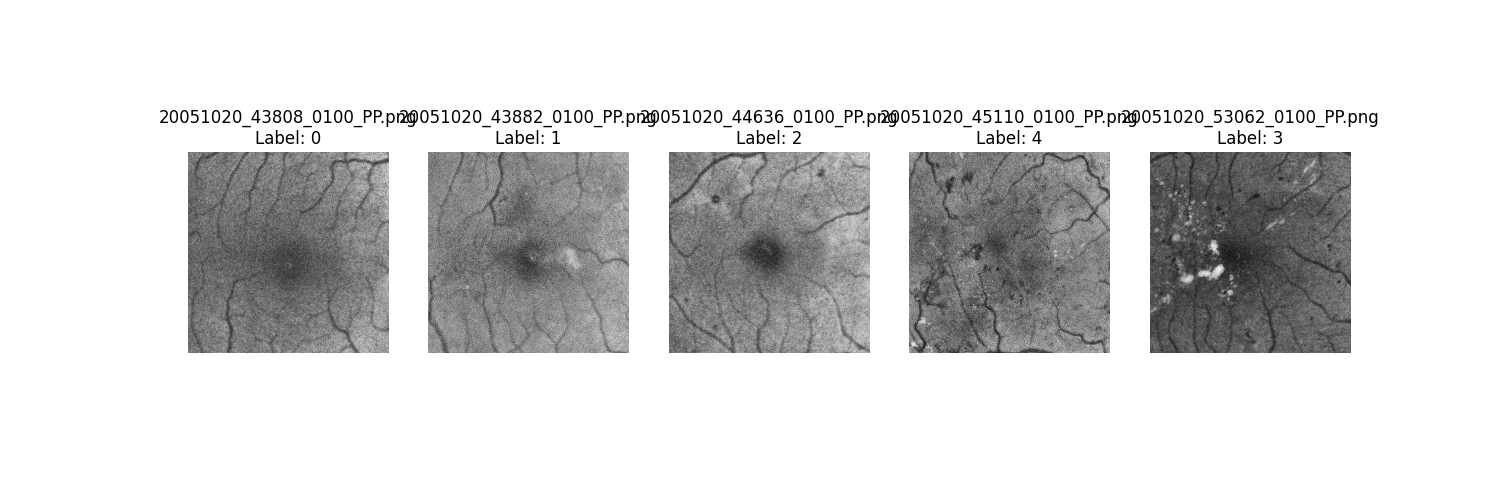 20051020_43808_0100_PP.png
Label: 0
20051020_43882_0100_PP.png
Label: 1
20051020_44636_0100_PP.png
Label: 2
20051020_45110_0100_PP.png
Label: 4
20051020_53062_0100_PP.png
Label: 3